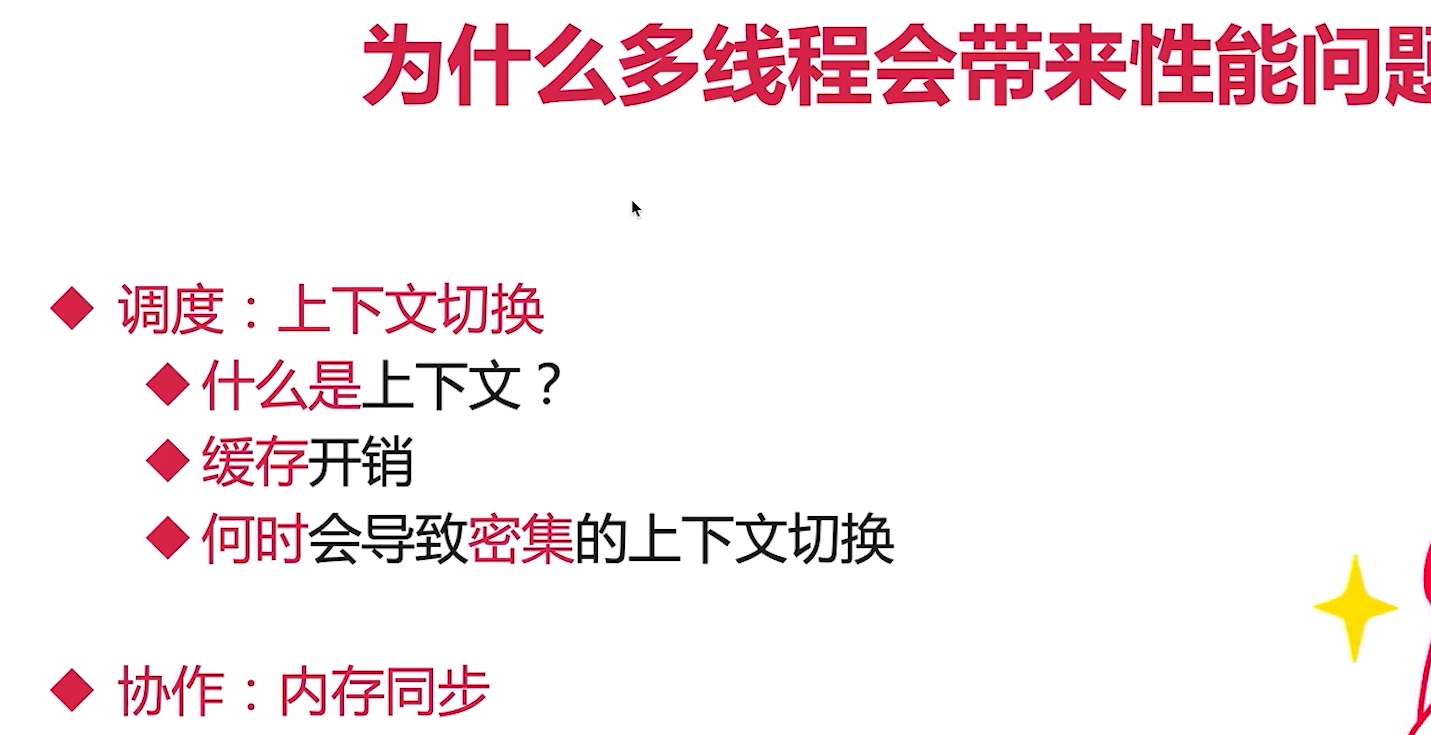 为什么多线程会带来性能问题
调度：上下文切换
什么是上下文？
缓存开销
何时会导致密集的上下文切换
协作：内存同步